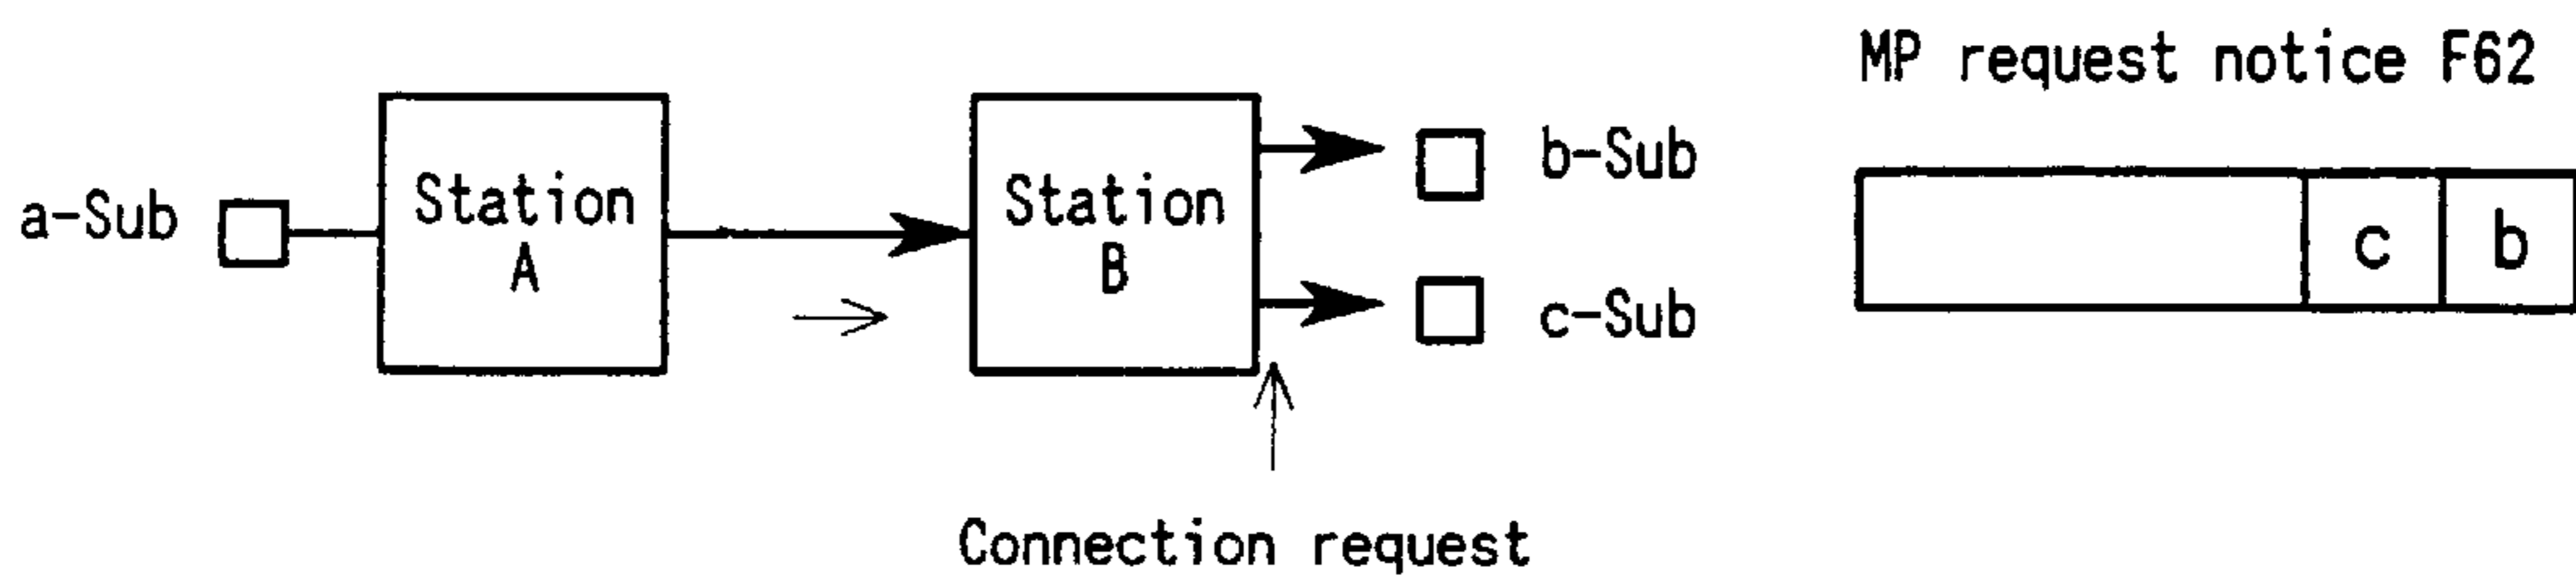 MP request notice F62
a-Sub
Station
A
Station
B
b-Sub
c-Sub
c b
Connection request